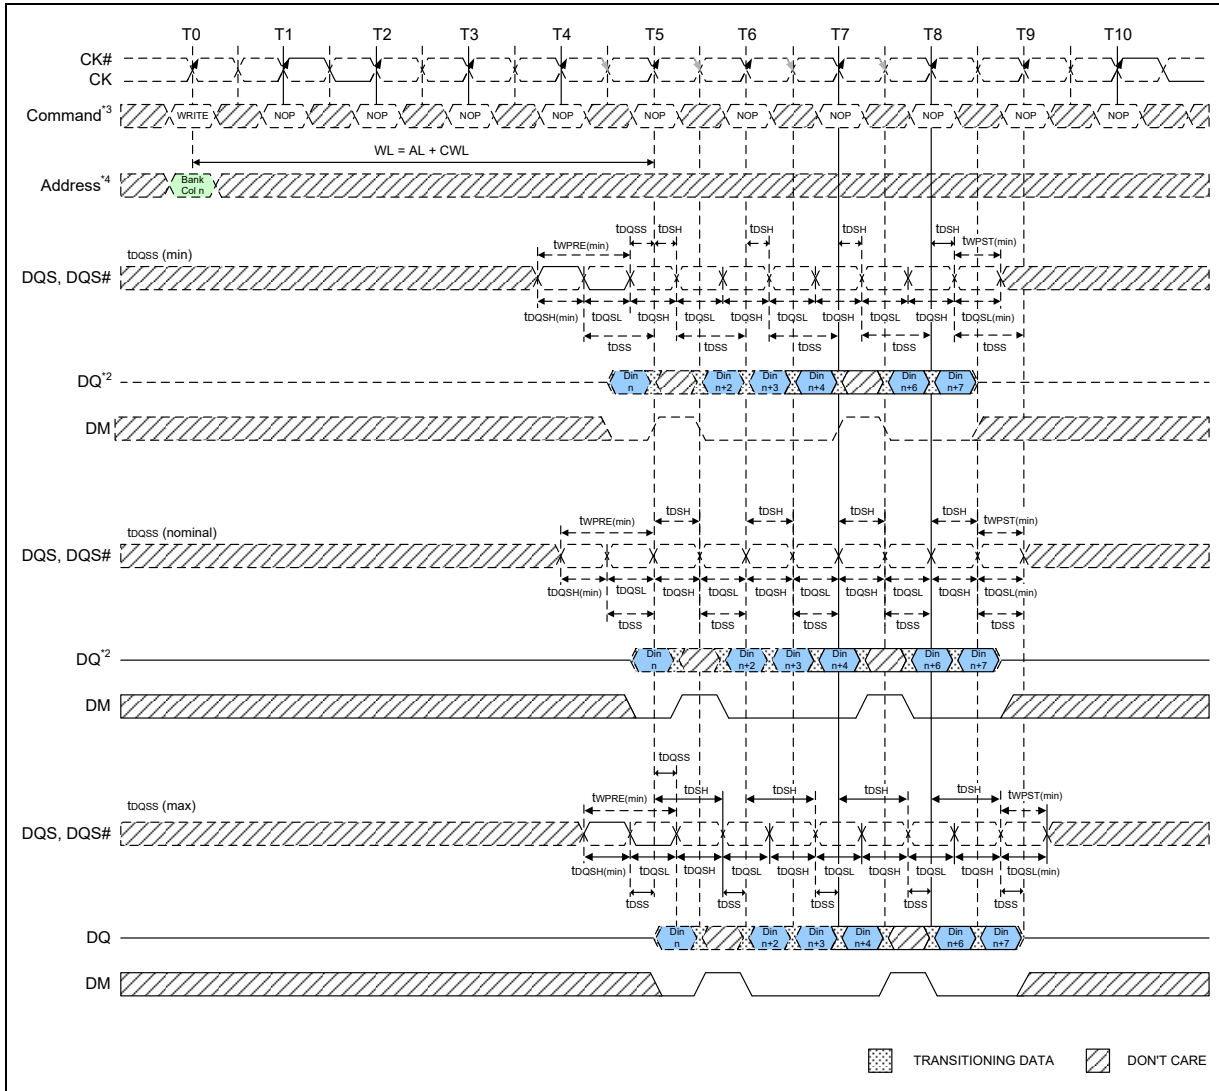 T0 T1 T2 T3 T4 T5 T6 T7 T8 T9 T10
CK#
CK
Command*3 WRITE NOP NOP NOP NOP NOP NOP NOP NOP NOP NOP
WL = AL + CWL
Address*4 Bank Col n
tDQSS tDSH tDSH tDSH tDSH
tDQSS (min) tWPRE(min) tWPST(min)
DQS, DQS#
tDQSH(min) tDQSL tDQSH tDQSL tDQSH tDQSL tDQSH tDQSL tDQSH tDQSL(min)
tDSS tDSS tDSS tDSS tDSS
DQ*2 Din n Din n+2 Din n+3 Din n+4 Din n+6 Din n+7
DM
tDSH tDSH tDSH tDSH
tDQSS (nominal) tWPRE(min) tWPST(min)
DQS, DQS#
tDQSH(min) tDQSL tDQSH tDQSL tDQSH tDQSL tDQSH tDQSL tDQSH tDQSL(min)
tDSS tDSS tDSS tDSS tDSS
DQ*2 Din n Din n+2 Din n+3 Din n+4 Din n+6 Din n+7
DM
tDQSS
tDQSS (max) tWPRE(min) tDSH tDSH tDSH tDSH tWPST(min)
DQS, DQS#
tDQSH(min) tDQSL tDQSH tDQSL tDQSH tDQSL tDQSH tDQSL tDQSH tDQSL(min)
tDSS tDSS tDSS tDSS tDSS
DQ Din n Din n+2 Din n+3 Din n+4 Din n+6 Din n+7
DM
TRANSITIONING DATA DON'T CARE